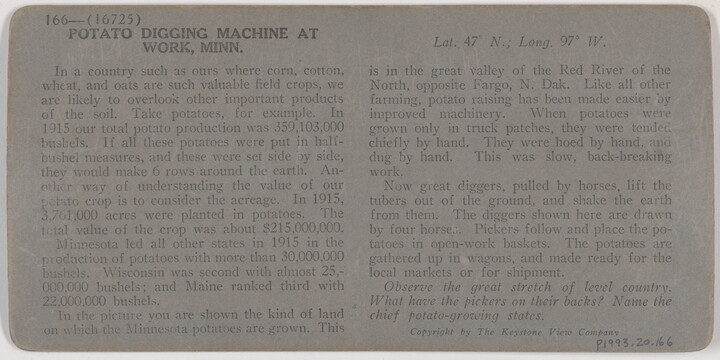 166—(16725)
POTATO DIGGING MACHINE AT
WORK, MINN.
In a country such as ours where corn, cotton,
wheat, and oats are such valuable field crops, we
are likely to overlook other important products
of the soil. Take potatoes, for example. In
1915 our total potato production was 359,103,000
bushels. If all these potatoes were put in half-
bushel measures, and these were set side by side,
they would make 6 rows around the earth. An-
other way of understanding the value of our
potato crop is to consider the acreage. In 1915,
3,761,000 acres were planted in potatoes. The
total value of the crop was about $215,000,000.
Minnesota led all other states in 1915 in the
production of potatoes with more than 30,000,000
bushels. Wisconsin was second with almost 25,-
000,000 bushels; and Maine ranked third with
22,000,000 bushels.
In the picture you are shown the kind of land
on which the Minnesota potatoes are grown. This
Lat. 47° N.; Long. 97° W.
is in the great valley of the Red River of the
North, opposite Fargo, N. Dak. Like all other
farming, potato raising has been made easier by
improved machinery. When potatoes were
grown only in truck patches, they were tended
chiefly by hand. They were hoed by hand, and
dug by hand. This was slow, back-breaking
work.
Now great diggers, pulled by horses, lift the
tubers out of the ground, and shake the earth
from them. The diggers shown here are drawn
by four horses. Pickers follow and place the po-
tatoes in open-work baskets. The potatoes are
gathered up in wagons, and made ready for the
local markets or for shipment.
Observe the great stretch of level country.
What have the pickers on their backs? Name the
chief potato-growing states.
Copyright by The Keystone View Company
P1993.20.166